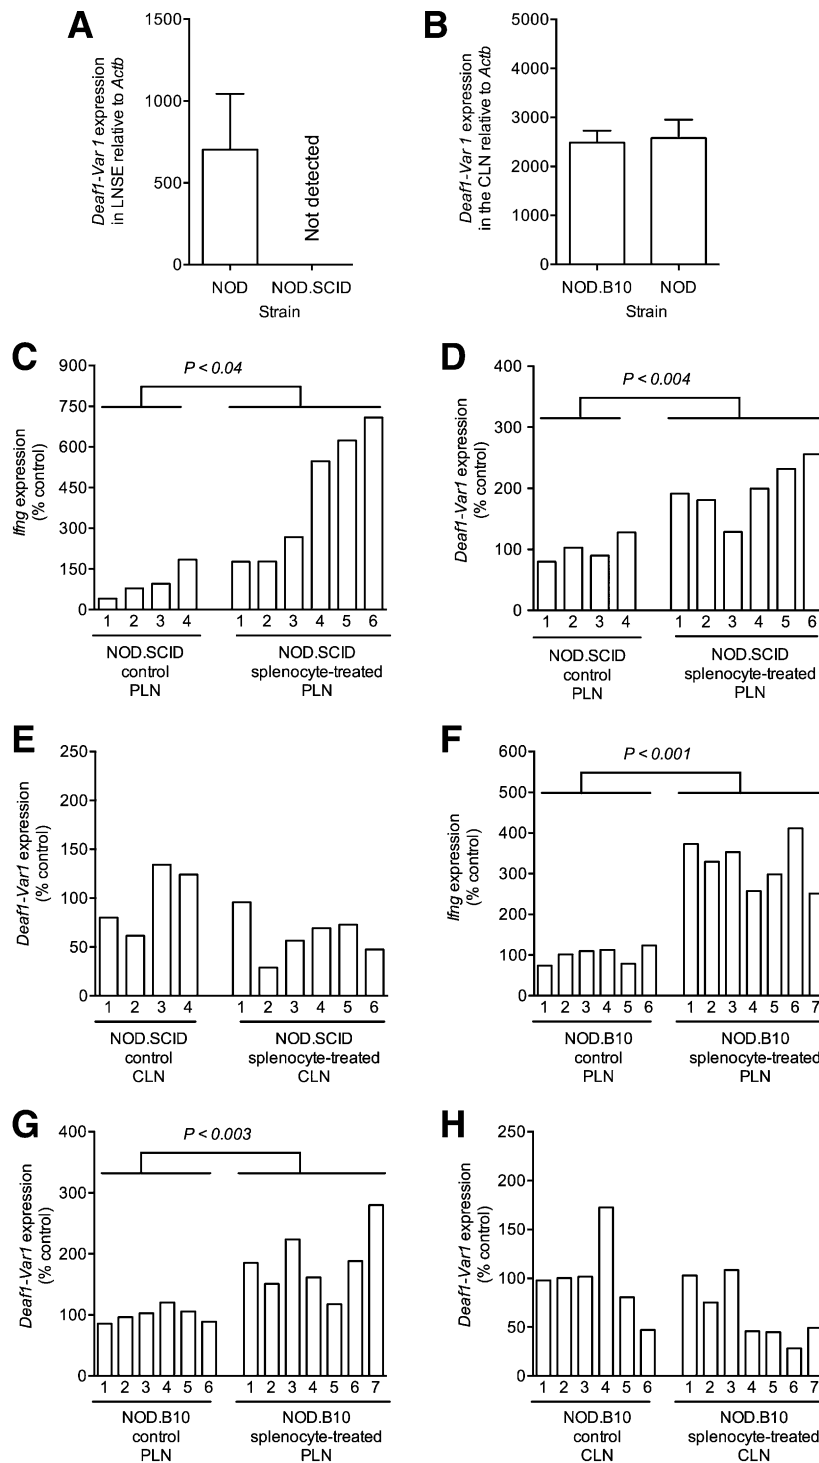 A
Deaf1-Var 1 expression
in LNSE relative to Actb
1500
1000
500
0
Not detected
NOD NOD.SCID
Strain
B
Deaf1-Var 1 expression
in the CLN relative to Actb
5000
4000
3000
2000
1000
0
NOD.B10 NOD
Strain
C
Ifng expression
(% control)
900
750
600
450
300
150
0
P < 0.04
1 2 3 4 1 2 3 4 5 6
NOD.SCID
control
PLN
NOD.SCID
splenocyte-treated
PLN
D
Deaf1-Var1 expression
(% control)
400
300
200
100
0
P < 0.004
1 2 3 4 1 2 3 4 5 6
NOD.SCID
control
PLN
NOD.SCID
splenocyte-treated
PLN
E
Deaf1-Var1 expression
(% control)
250
200
150
100
50
0
1 2 3 4 1 2 3 4 5 6
NOD.SCID
control
CLN
NOD.SCID
splenocyte-treated
CLN
F
Ifng expression
(% control)
600
500
400
300
200
100
0
P < 0.001
1 2 3 4 5 6 1 2 3 4 5 6 7
NOD.B10
control
PLN
NOD.B10
splenocyte-treated
PLN
G
Deaf1-Var1 expression
(% control)
400
300
200
100
0
P < 0.003
1 2 3 4 5 6 1 2 3 4 5 6 7
NOD.B10
control
PLN
NOD.B10
splenocyte-treated
PLN
H
Deaf1-Var1 expression
(% control)
250
200
150
100
50
0
1 2 3 4 5 6 1 2 3 4 5 6 7
NOD.B10
control
CLN
NOD.B10
splenocyte-treated
CLN